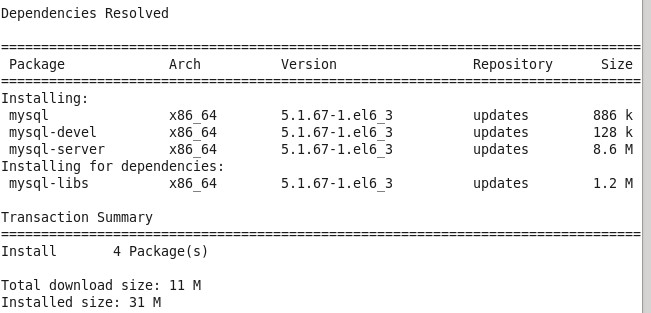 Dependencies Resolved
================================================================================
 Package             Arch          Version                 Repository      Size
================================================================================
Installing:
 mysql               x86_64        5.1.67-1.el6_3          updates        886 k
 mysql-devel         x86_64        5.1.67-1.el6_3          updates        128 k
 mysql-server        x86_64        5.1.67-1.el6_3          updates        8.6 M
Installing for dependencies:
 mysql-libs          x86_64        5.1.67-1.el6_3          updates        1.2 M
Transaction Summary
================================================================================
Install       4 Package(s)
Total download size: 11 M
Installed size: 31 M